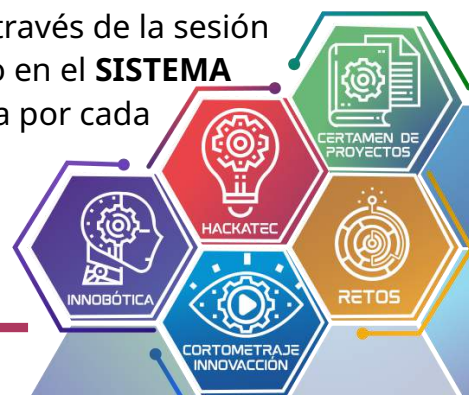 través de la sesión
o en el SISTEMA
a por cada
CERTAMEN DE
PROYECTOS
HACKATEC
INNOBÓTICA
RETOS
CORTOMETRAJE
INNOVACCIÓN